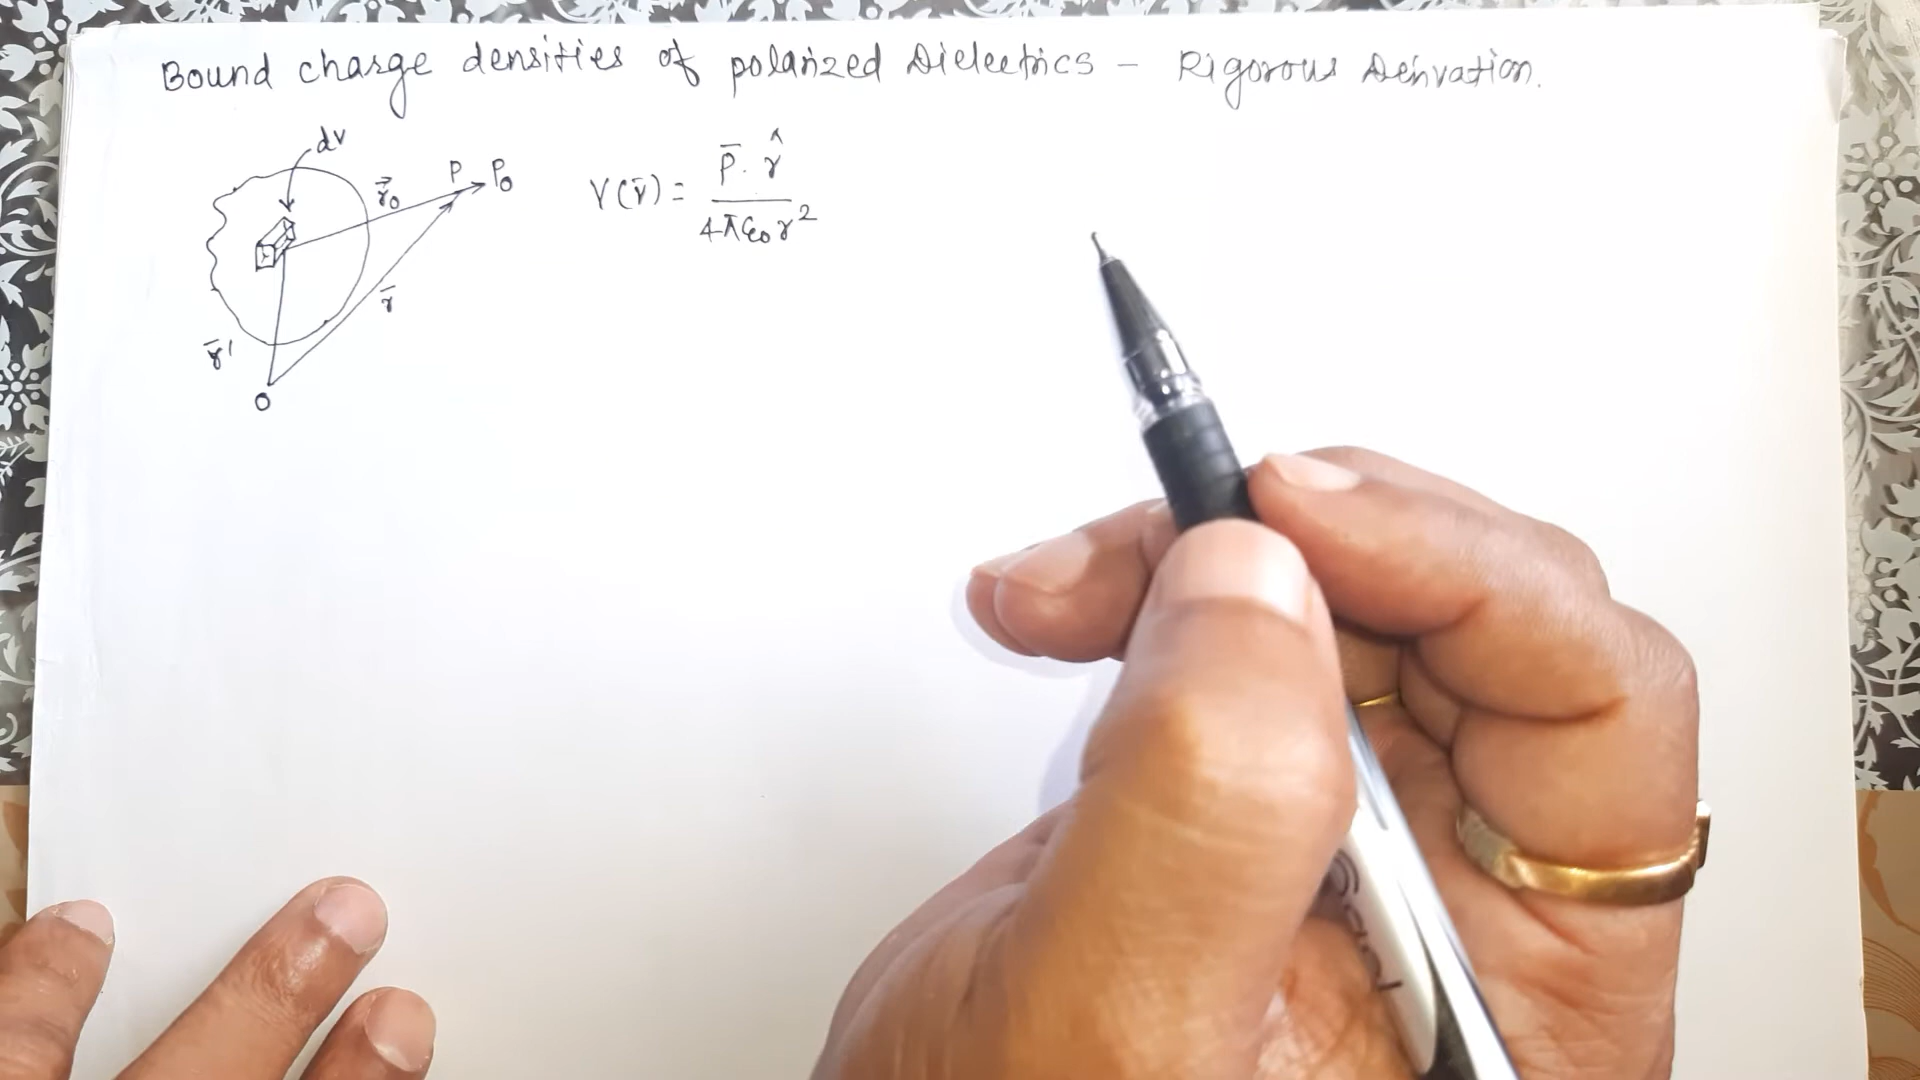 Bound charge densities of polarized Dielectrics - Rigorous Derivation.
dV
P P₀
r⃗₀
V(r̄) = p̄ · r̂ / 4πε₀r²
r̄
r̄'
O